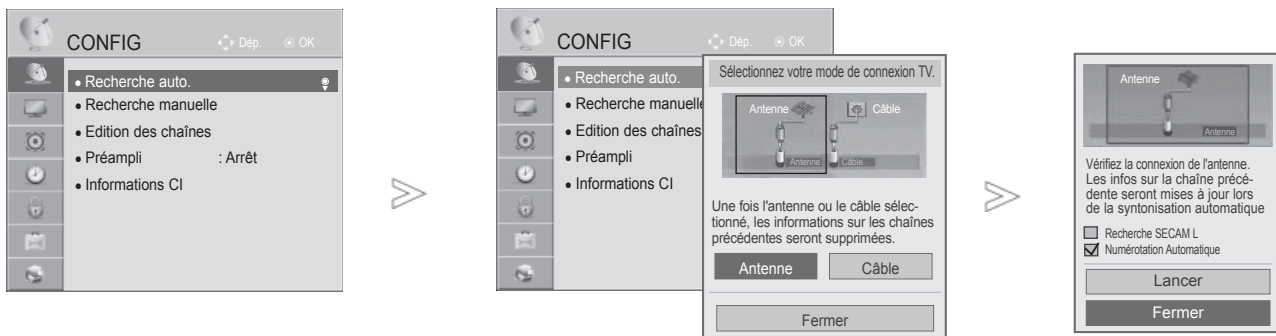 CONFIG
Dép.
OK
Recherche auto.
Recherche manuelle
Edition des chaînes
Préampli : Arrêt
Informations CI
CONFIG
Dép.
OK
Recherche auto.
Recherche manuelle
Edition des chaînes
Préampli
Informations CI
Sélectionnez votre mode de connexion TV.
Antenne
Câble
Antenne
Câble
Une fois l'antenne ou le câble sélec-
tionné, les informations sur les chaînes
précédentes seront supprimées.
Antenne
Câble
Fermer
Antenne
Antenne
Vérifiez la connexion de l'antenne.
Les infos sur la chaîne précé-
dente seront mises à jour lors
de la syntonisation automatique
Recherche SECAM L
Numérotation Automatique
Lancer
Fermer